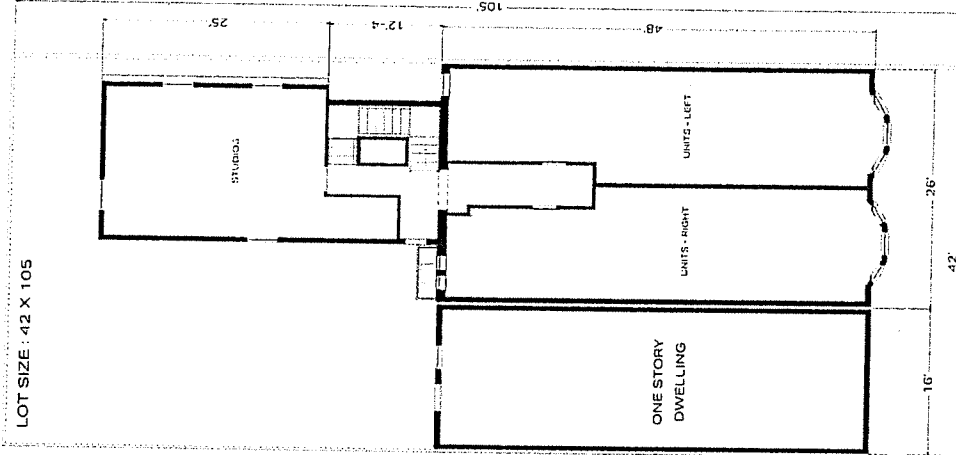 105'
25'
12'-4
48'
STUDIOS
UNITS - LEFT
UNITS - RIGHT
26'
42'
LOT SIZE : 42 X 105
ONE STORY
DWELLING
16'